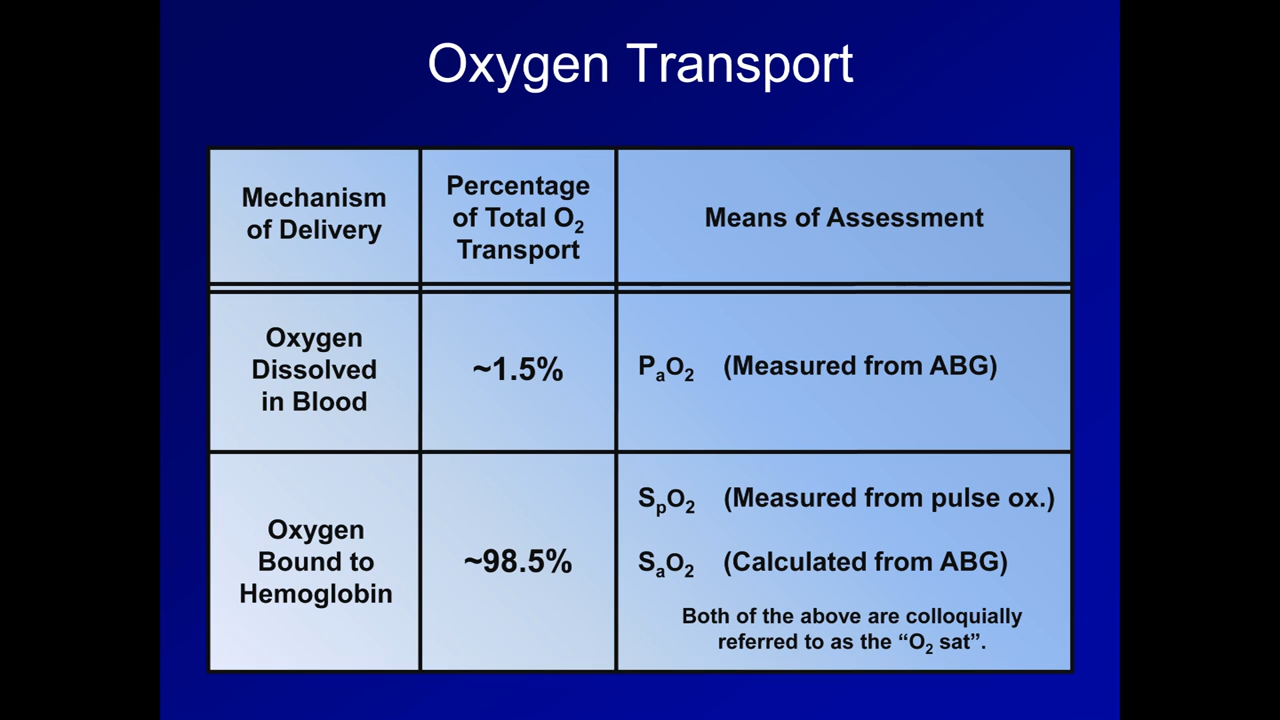 Oxygen Transport
Mechanism
of Delivery
Percentage
of Total O₂
Transport
Means of Assessment
Oxygen
Dissolved
in Blood
~1.5%
PₐO₂ (Measured from ABG)
Oxygen
Bound to
Hemoglobin
~98.5%
SₚO₂ (Measured from pulse ox.)
SₐO₂ (Calculated from ABG)
Both of the above are colloquially
referred to as the “O₂ sat”.